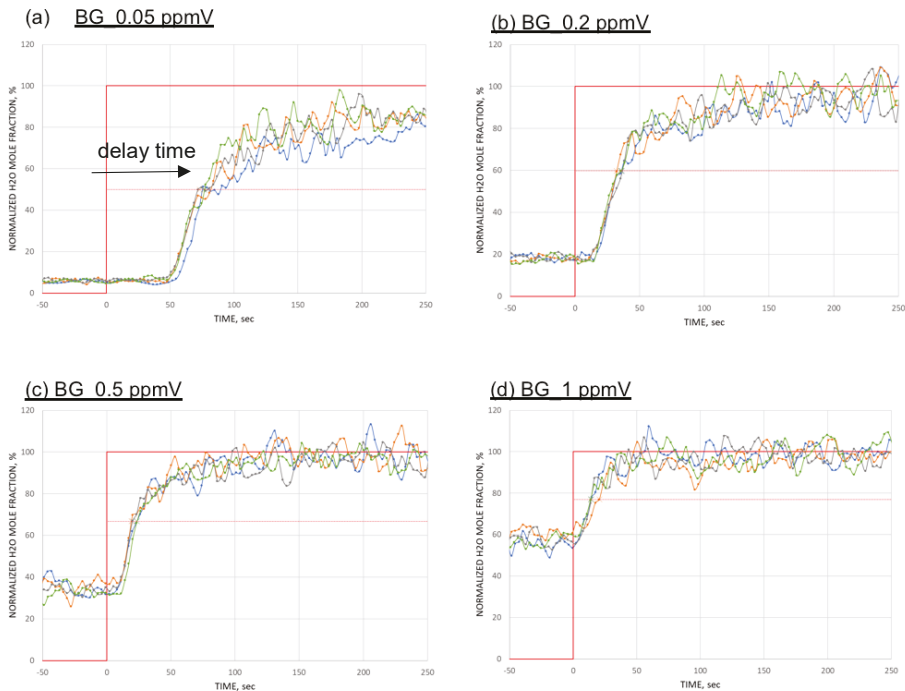 (a) BG_0.05 ppmV
120
100
80
60
40
20
0
-50 0 50 100 150 200 250
NORMALIZED H2O MOLE FRACTION, %
TIME, sec
delay time
(b) BG_0.2 ppmV
120
100
80
60
40
20
0
-50 0 50 100 150 200 250
NORMALIZED H2O MOLE FRACTION, %
TIME, sec
(c) BG_0.5 ppmV
120
100
80
60
40
20
0
-50 0 50 100 150 200 250
NORMALIZED H2O MOLE FRACTION, %
TIME, sec
(d) BG_1 ppmV
120
100
80
60
40
20
0
-50 0 50 100 150 200 250
NORMALIZED H2O MOLE FRACTION, %
TIME, sec